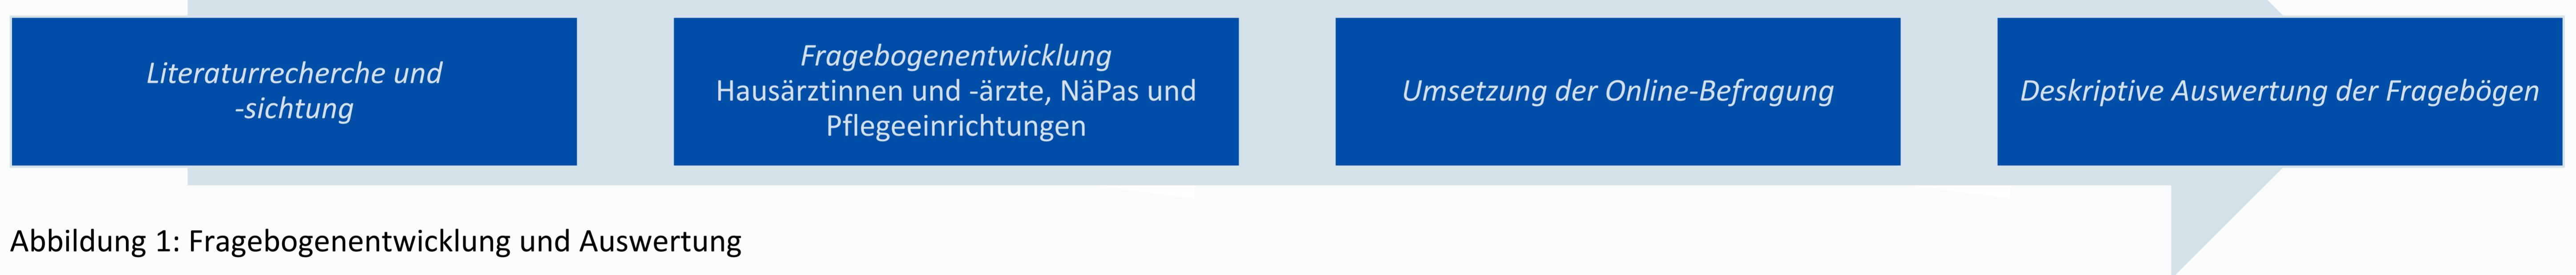 Literaturrecherche und
-sichtung
Fragebogenentwicklung
Hausärztinnen und -ärzte, NäPas und
Pflegeeinrichtungen
Umsetzung der Online-Befragung
Deskriptive Auswertung der Fragebögen
Abbildung 1: Fragebogenentwicklung und Auswertung